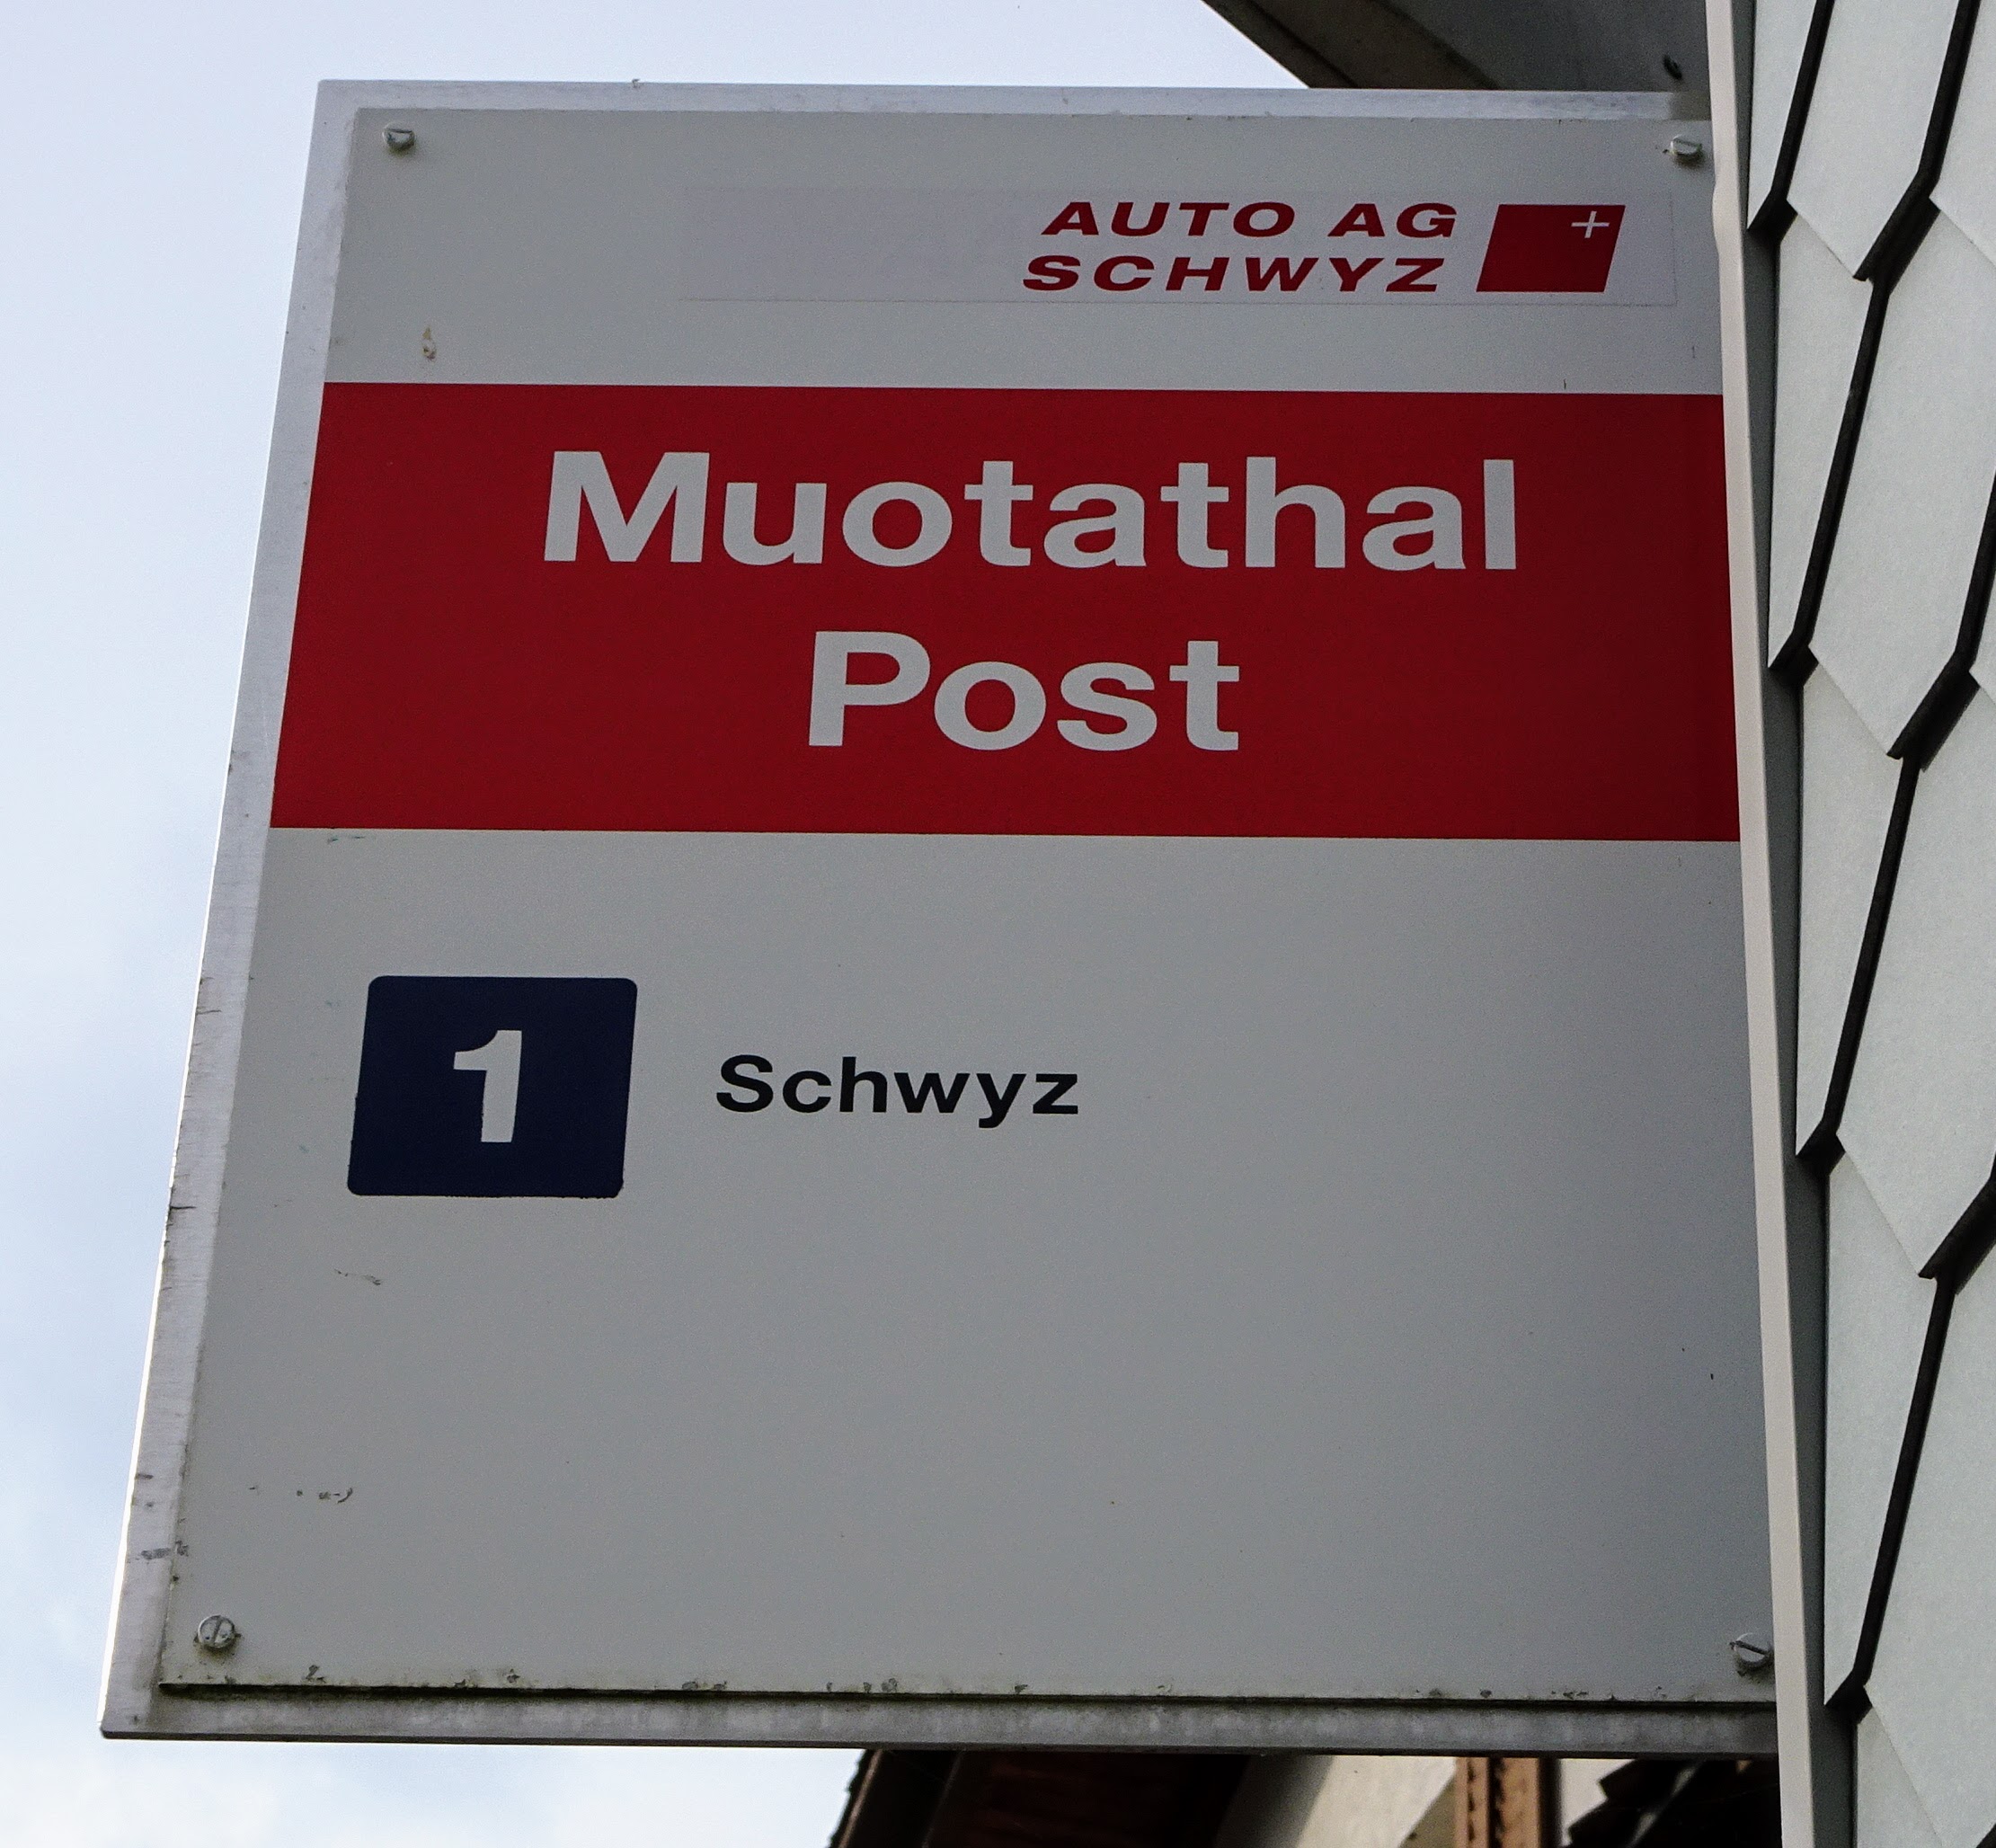 AUTO AG
SCHWYZ
Muotathal
Post
1 Schwyz